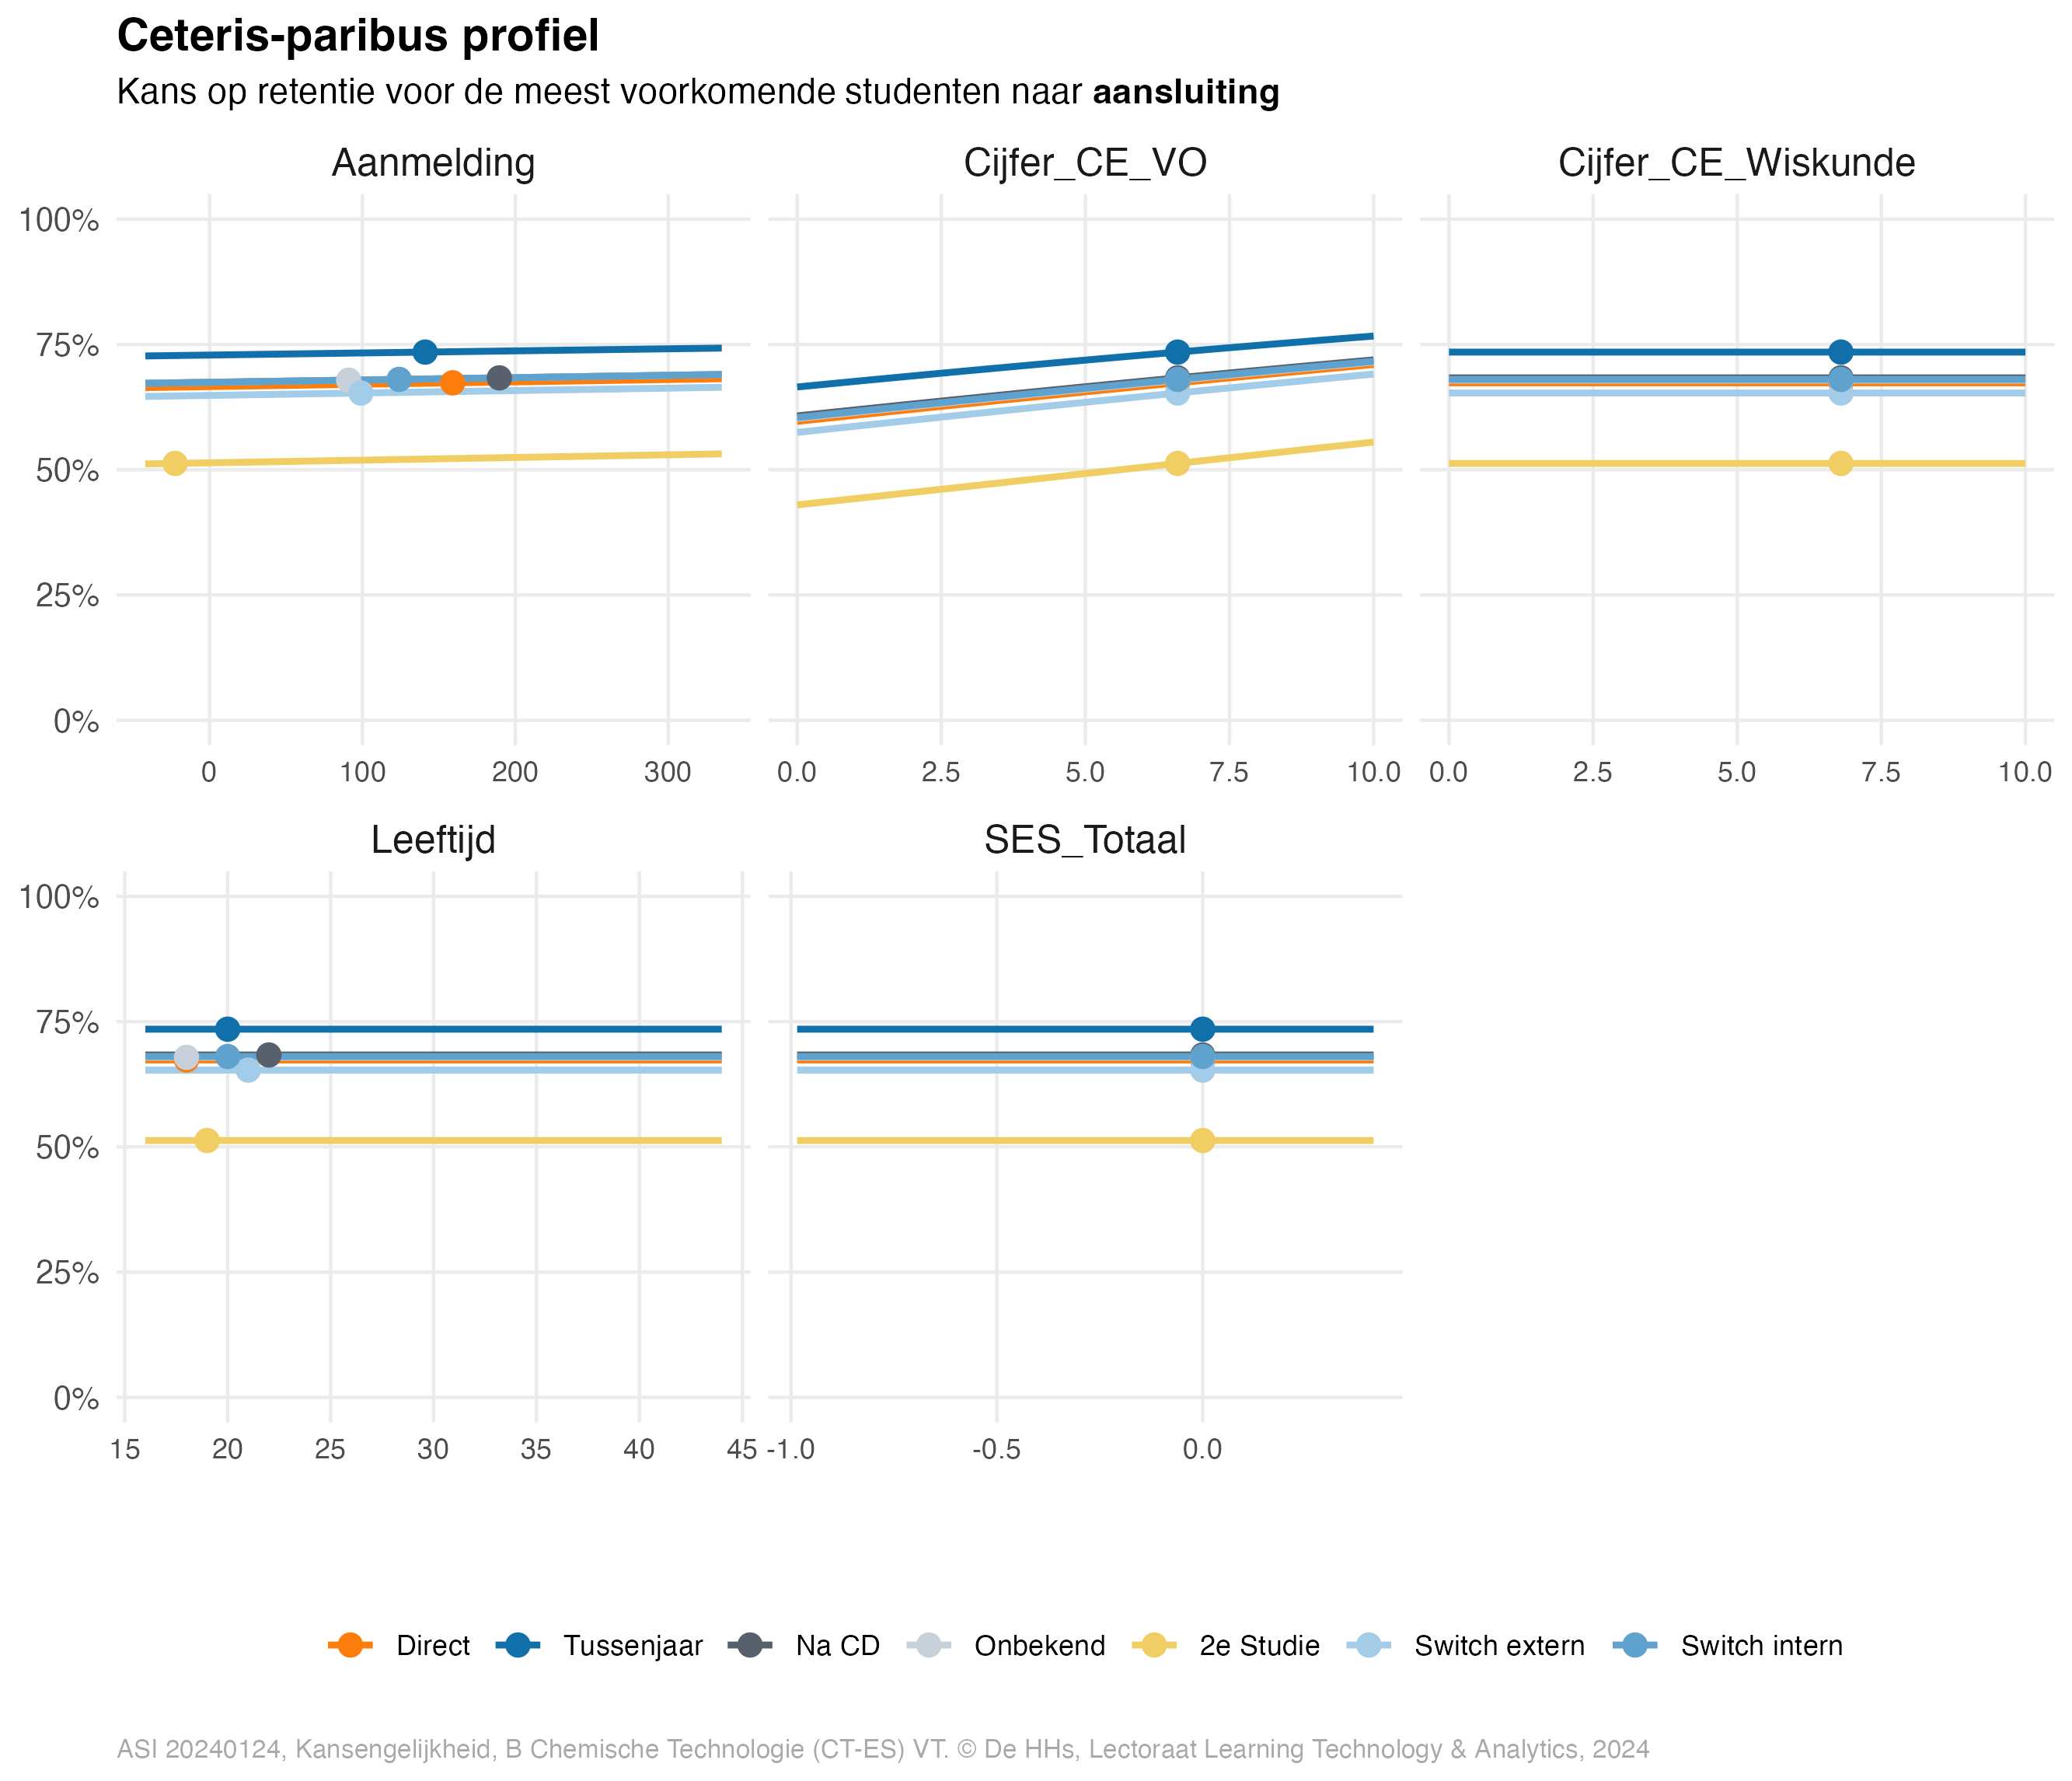 Ceteris-paribus profiel
Kans op retentie voor de meest voorkomende studenten naar aansluiting
Aanmelding Cijfer_CE_VO Cijfer_CE_Wiskunde
100%
75%
50%
25%
0%
0 100 200 300 0.0 2.5 5.0 7.5 10.0 0.0 2.5 5.0 7.5 10.0
Leeftijd SES_Totaal
100%
75%
50%
25%
0%
15 20 25 30 35 40 45 -1.0 -0.5 0.0
Direct Tussenjaar Na CD Onbekend 2e Studie Switch extern Switch intern
ASI 20240124, Kansengelijkheid, B Chemische Technologie (CT-ES) VT. © De HHs, Lectoraat Learning Technology & Analytics, 2024